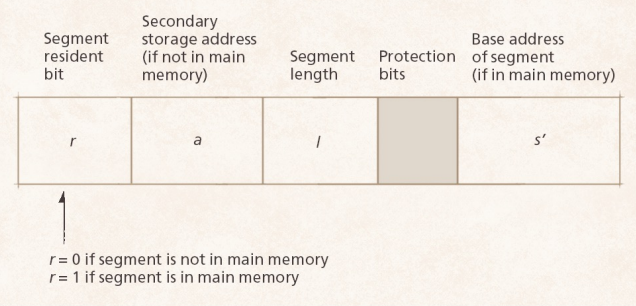 Segment
resident
bit
Secondary
storage address
(if not in main
memory)
Segment
length
Protection
bits
Base address
of segment
(if in main memory)
r
a
l
s′
r = 0 if segment is not in main memory
r = 1 if segment is in main memory